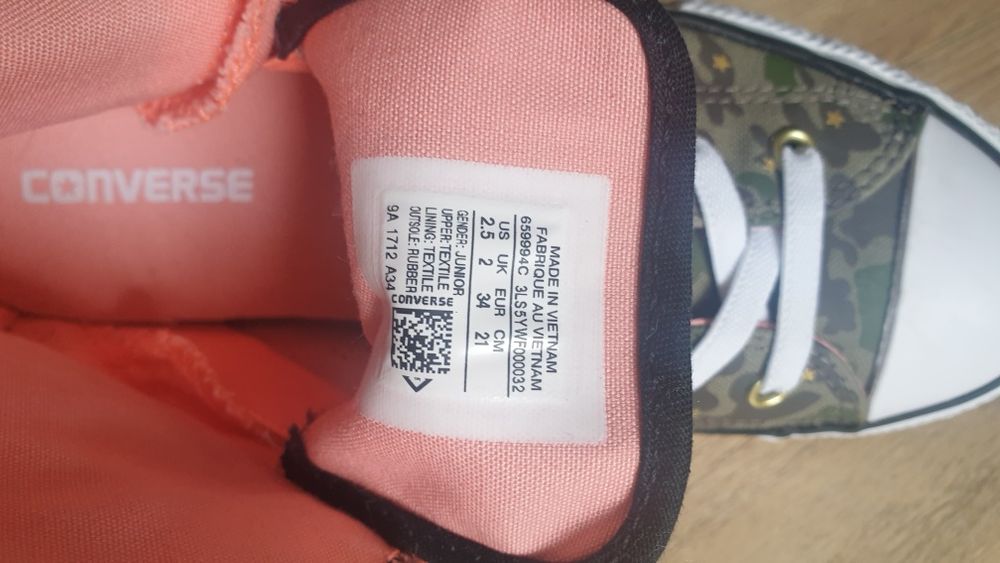 CONVERSE
MADE IN VIETNAM
FABRIQUE AU VIETNAM
659994C 3LS5YWF000032
US UK EUR CM
2.5 2 34 21
GENDER: JUNIOR
UPPER: TEXTILE
LINING: TEXTILE
OUTSOLE: RUBBER
9A 1712 A34
CONVERSE